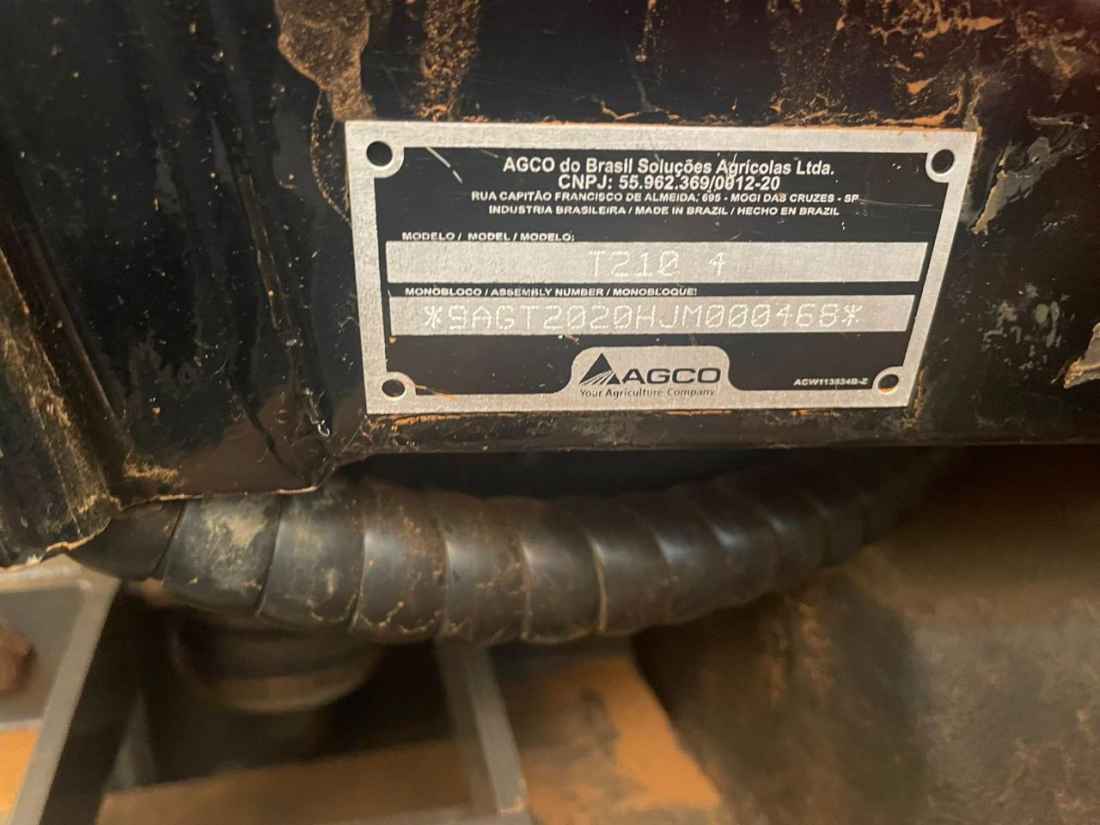 AGCO do Brasil Soluções Agrícolas Ltda.
CNPJ: 55.962.369/0012-20
RUA CAPITÃO FRANCISCO DE ALMEIDA, 695 - MOGI DAS CRUZES - SP
INDUSTRIA BRASILEIRA / MADE IN BRAZIL / HECHO EN BRAZIL
MODELO / MODEL / MODELO:
T210 4
MONOBLOCO / ASSEMBLY NUMBER / MONOBLOQUE:
*9AGT2020HJM000468*
AGCO
Your Agriculture Company
ACW113834B-Z